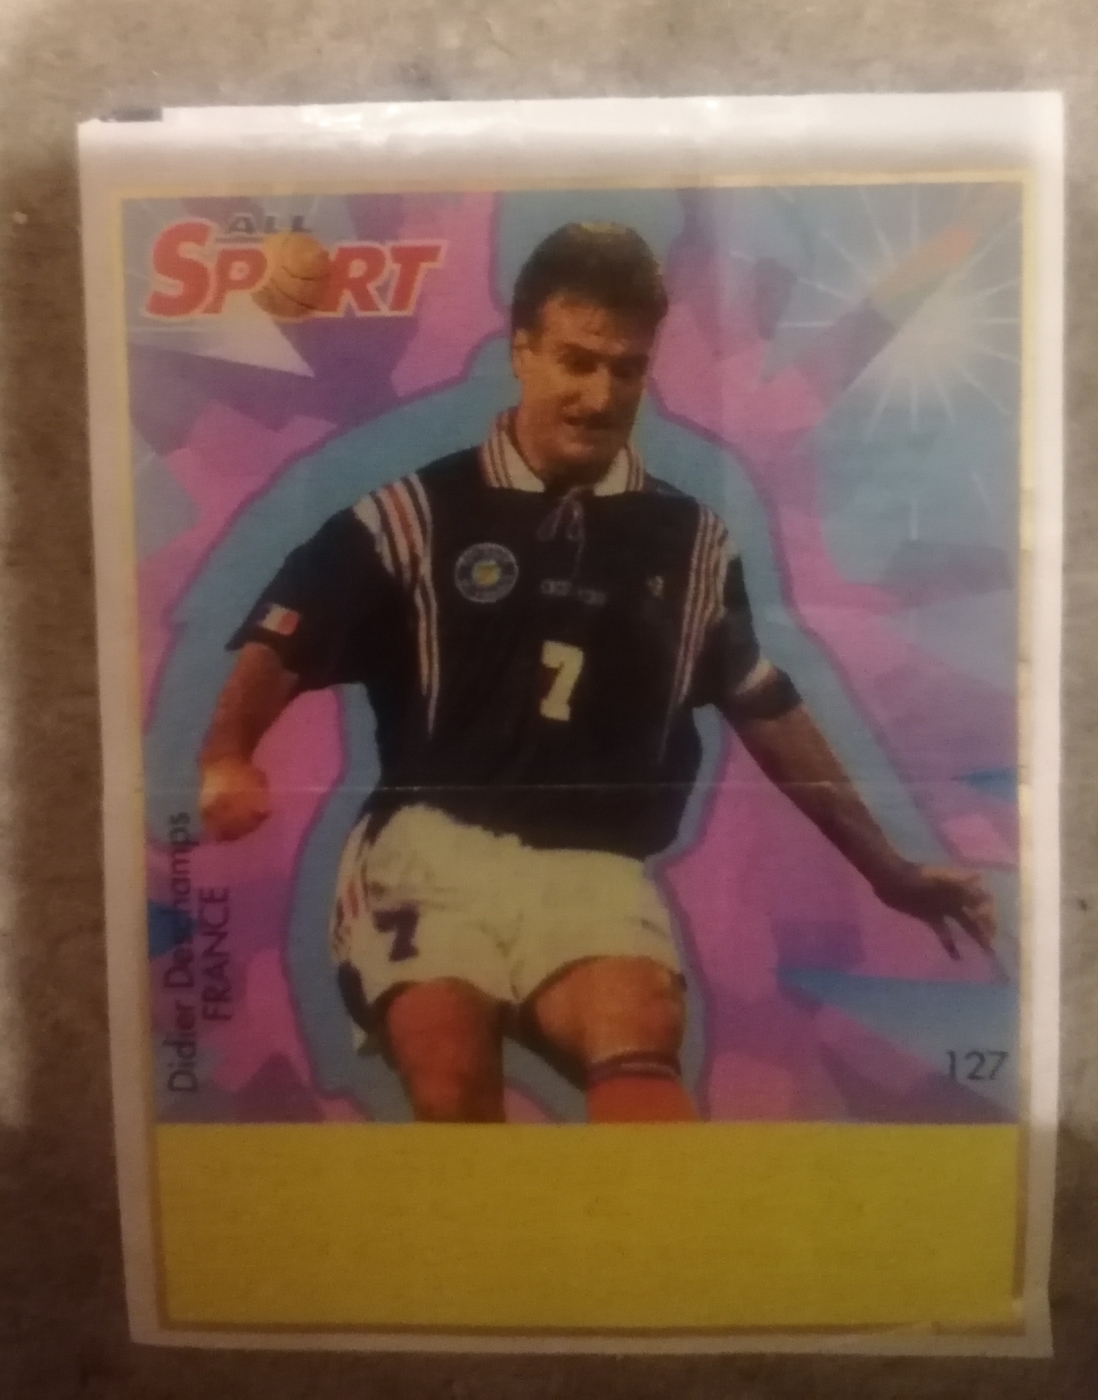 ALL
SPORT
7
7
Didier Deschamps
FRANCE
127